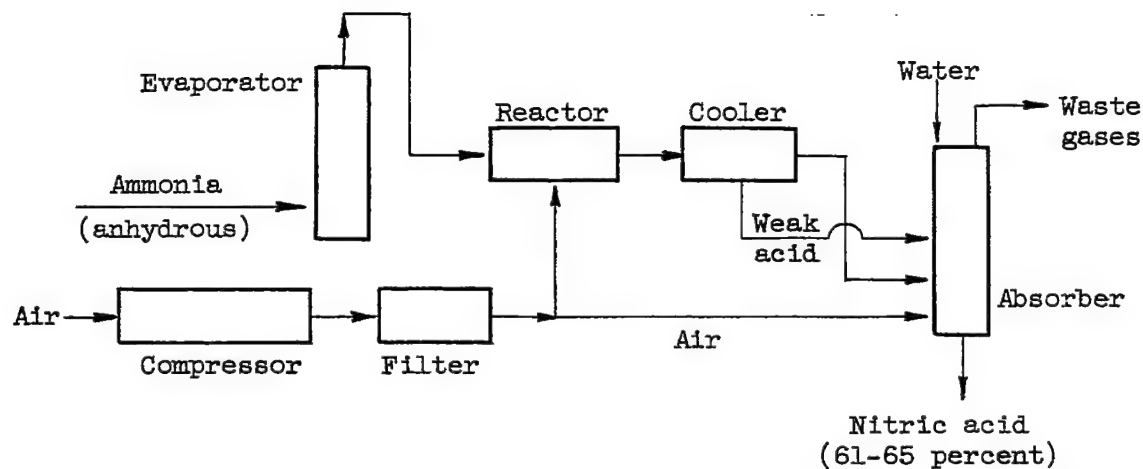 Evaporator
Ammonia
(anhydrous)
Reactor
Cooler
Water
Waste
gases
Weak
acid
Air
Compressor
Filter
Air
Absorber
Nitric acid
(61-65 percent)